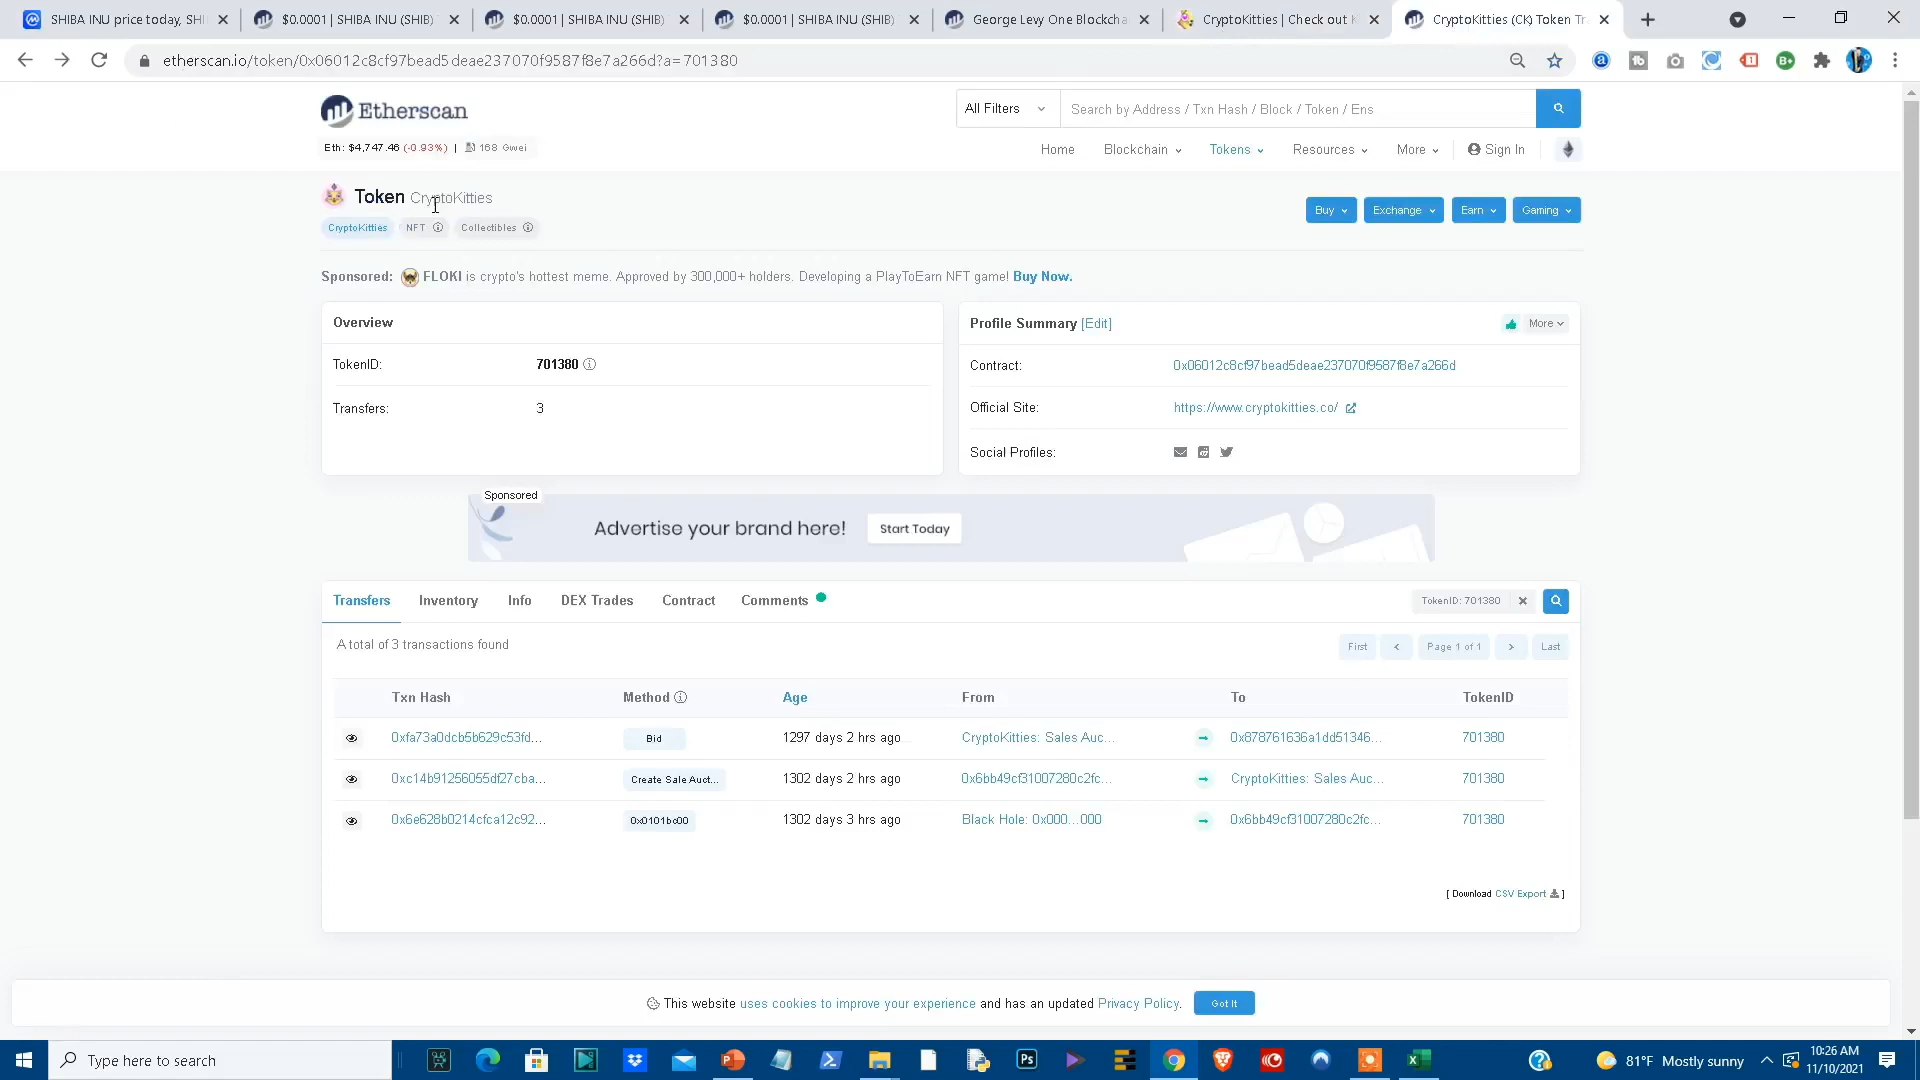 SHIBA INU price today, SHI
$0.0001 | SHIBA INU (SHIB)
$0.0001 | SHIBA INU (SHIB)
$0.0001 | SHIBA INU (SHIB)
George Levy One Blockcha
CryptoKitties | Check out K
CryptoKitties (CK) Token Tr
etherscan.io/token/0x06012c8cf97bead5deae237070f9587f8e7a266d?a=701380
Etherscan
All Filters
Search by Address / Txn Hash / Block / Token / Ens
Eth: $4,747.46 (-0.93%) | 168 Gwei
Home Blockchain Tokens Resources More Sign In
Token CryptoKitties
CryptoKitties NFT Collectibles
Buy Exchange Earn Gaming
Sponsored: FLOKI is crypto's hottest meme. Approved by 300,000+ holders. Developing a PlayToEarn NFT game! Buy Now.
Overview
TokenID: 701380
Transfers: 3
Profile Summary [Edit]
More
Contract: 0x06012c8cf97bead5deae237070f9587f8e7a266d
Official Site: https://www.cryptokitties.co/
Social Profiles:
Sponsored
Advertise your brand here! Start Today
Transfers Inventory Info DEX Trades Contract Comments
TokenID: 701380
A total of 3 transactions found
First < Page 1 of 1 > Last
Txn Hash Method Age From To TokenID
0xfa73a0dcb5b629c53fd... Bid 1297 days 2 hrs ago CryptoKitties: Sales Auc... 0x878761636a1dd51346... 701380
0xc14b91256055df27cba... Create Sale Auct... 1302 days 2 hrs ago 0x6bb49cf31007280c2fc... CryptoKitties: Sales Auc... 701380
0x6e628b0214cfca12c92... 0x0101bc00 1302 days 3 hrs ago Black Hole: 0x000...000 0x6bb49cf31007280c2fc... 701380
[ Download CSV Export ]
This website uses cookies to improve your experience and has an updated Privacy Policy. Got It
Type here to search
81°F Mostly sunny
10:26 AM
11/10/2021